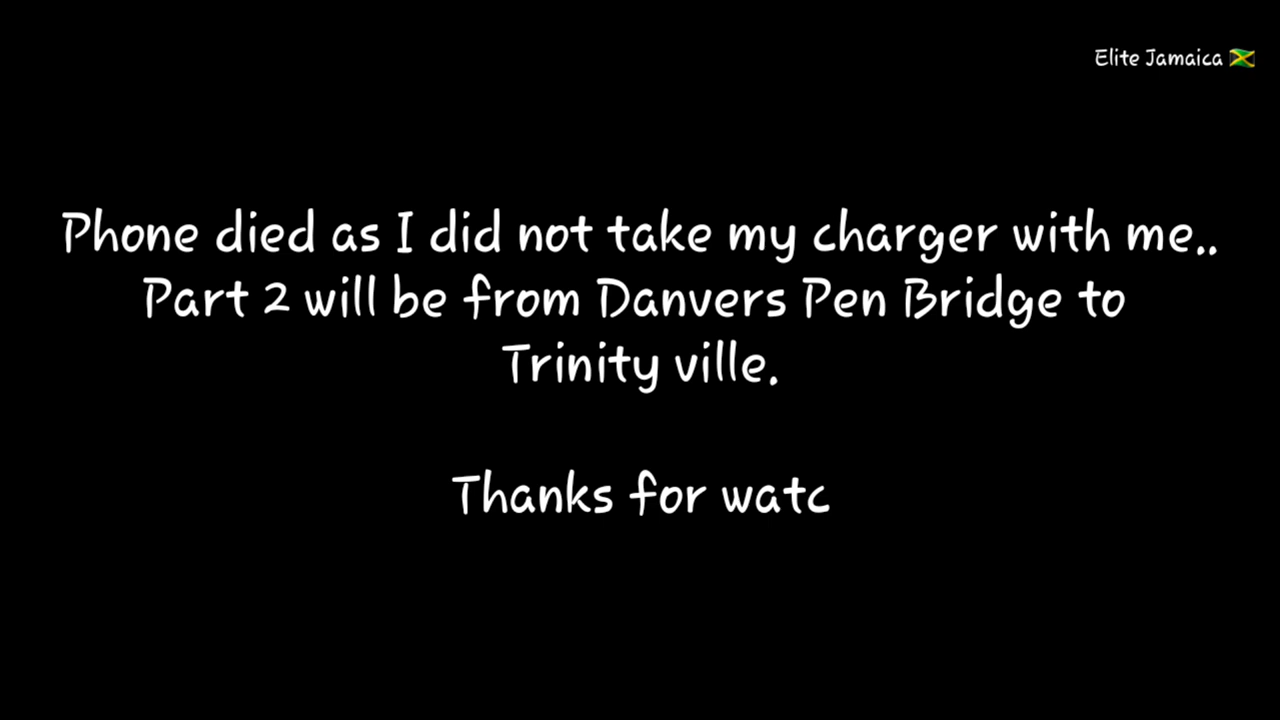 Elite Jamaica 🇯🇲
Phone died as I did not take my charger with me..
Part 2 will be from Danvers Pen Bridge to
Trinity ville.
Thanks for watc